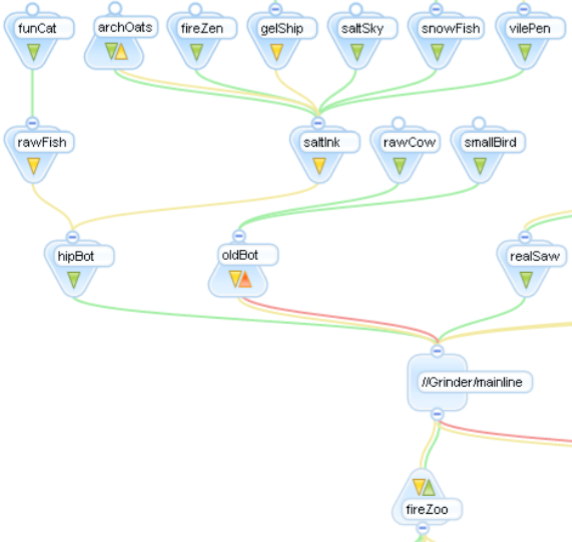 funCat archOats fireZen gelShip saltSky snowFish vilePen
rawFish saltInk rawCow smallBird
hipBot oldBot realSaw
//Grinder/mainline
fireZoo